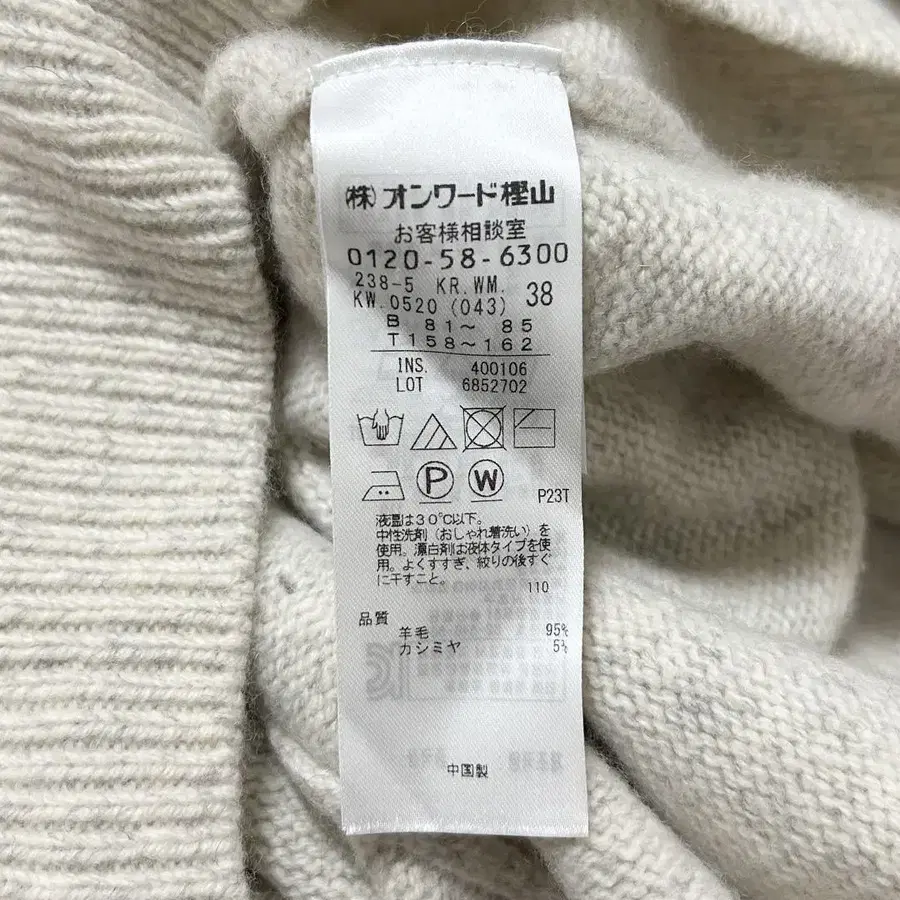 (株)オンワード樫山
お客様相談室
0120-58-6300
238-5 KR.WM.
KW.0520 (043) 38
B 81～ 85
T158～162
INS. 400106
LOT 6852702
P W
P23T
液温は30℃以下。
中性洗剤（おしゃれ着洗い）を
使用。漂白剤は液体タイプを使
用。よくすすぎ、絞りの後すぐ
に干すこと。
110
品質
羊毛 95%
カシミヤ 5%
中国製